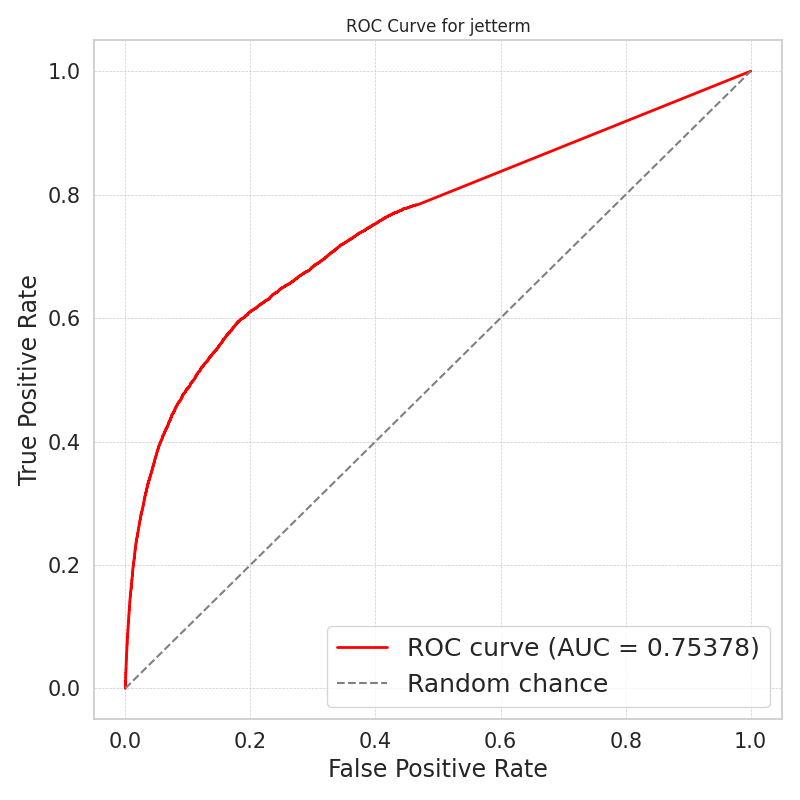 ROC Curve for jetterm
True Positive Rate
1.0
0.8
0.6
0.4
0.2
0.0
ROC curve (AUC = 0.75378)
Random chance
0.0 0.2 0.4 0.6 0.8 1.0
False Positive Rate